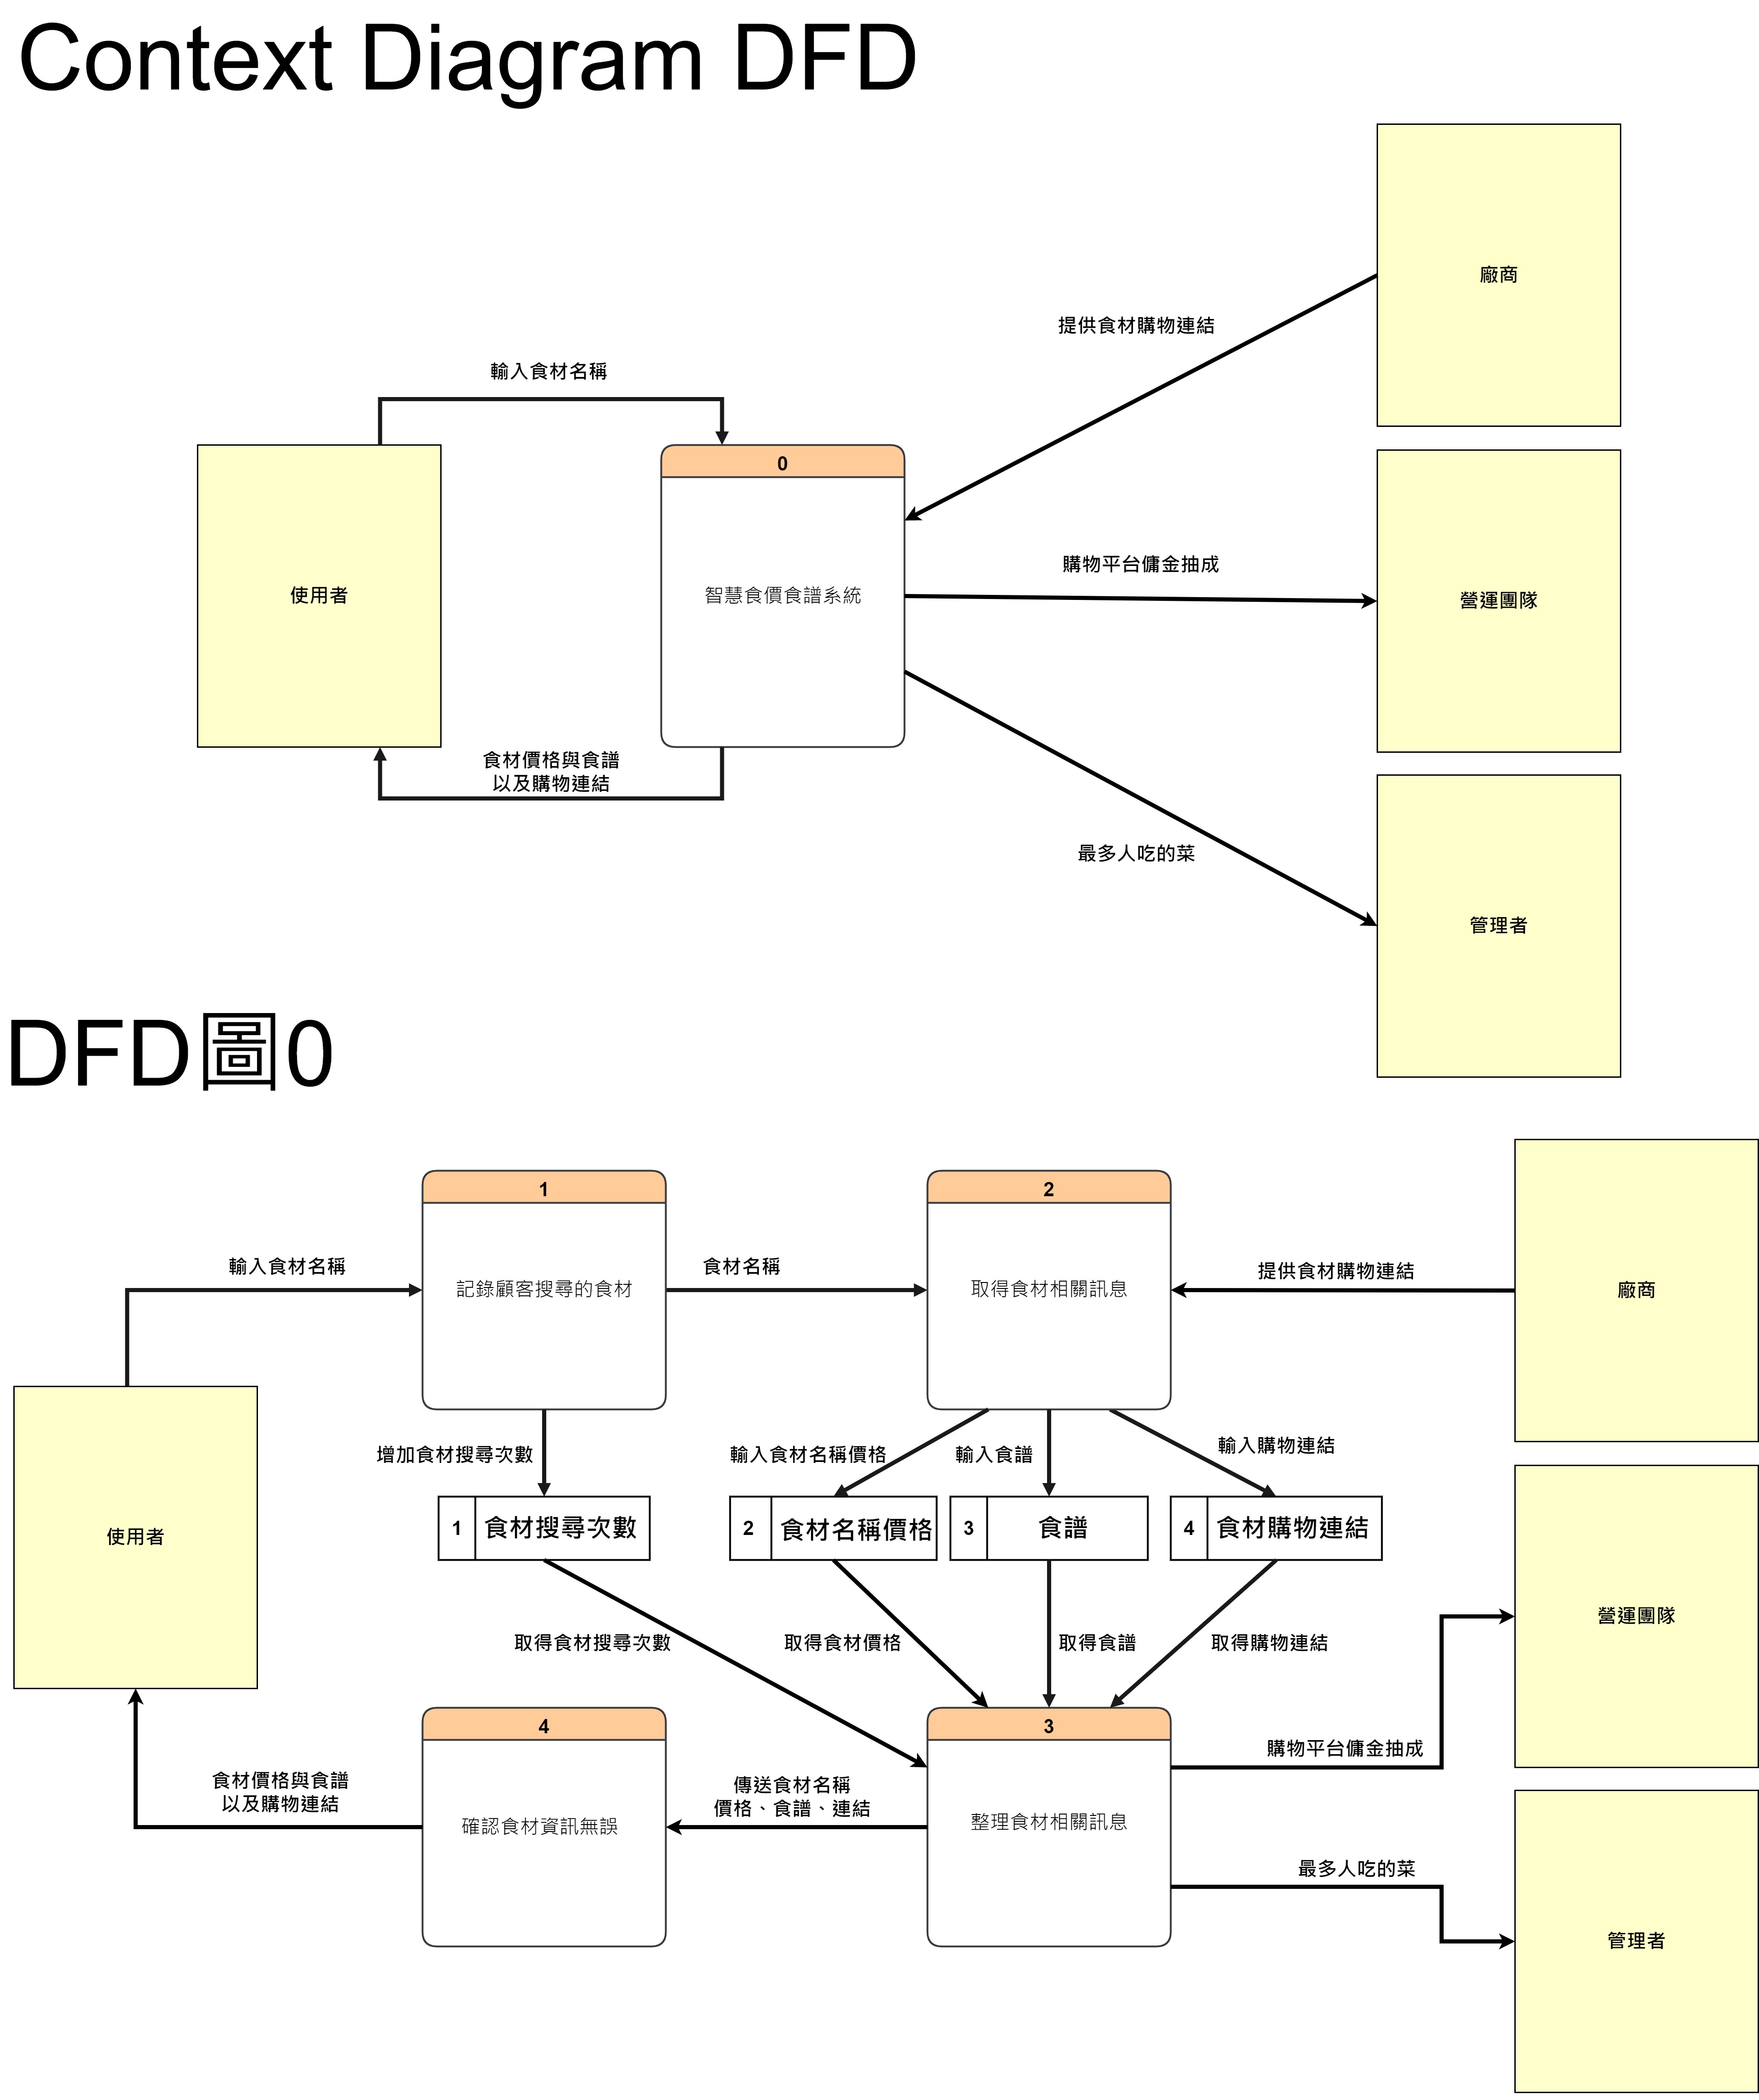 Context Diagram DFD
廠商
提供食材購物連結
輸入食材名稱
0
購物平台傭金抽成
使用者
智慧食價食譜系統
營運團隊
食材價格與食譜
以及購物連結
最多人吃的菜
管理者
DFD圖0
1
2
輸入食材名稱
食材名稱
提供食材購物連結
記錄顧客搜尋的食材
取得食材相關訊息
廠商
增加食材搜尋次數
輸入食材名稱價格
輸入食譜
輸入購物連結
使用者
1 食材搜尋次數
2 食材名稱價格
3 食譜
4 食材購物連結
營運團隊
取得食材搜尋次數
取得食材價格
取得食譜
取得購物連結
4
3
購物平台傭金抽成
食材價格與食譜
以及購物連結
傳送食材名稱
價格、食譜、連結
確認食材資訊無誤
整理食材相關訊息
最多人吃的菜
管理者